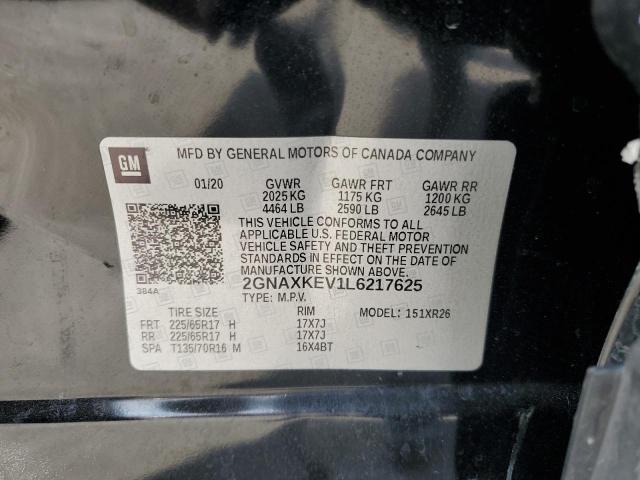 GM
MFD BY GENERAL MOTORS OF CANADA COMPANY
01/20 GVWR GAWR FRT GAWR RR
2025 KG 1175 KG 1200 KG
4464 LB 2590 LB 2645 LB
THIS VEHICLE CONFORMS TO ALL
APPLICABLE U.S. FEDERAL MOTOR
VEHICLE SAFETY AND THEFT PREVENTION
STANDARDS IN EFFECT ON THE DATE OF
MANUFACTURE SHOWN ABOVE.
384A
2GNAXKEV1L6217625
TYPE: M.P.V. MODEL: 151XR26
TIRE SIZE RIM
FRT 225/65R17 H 17X7J
RR 225/65R17 H 17X7J
SPA T135/70R16 M 16X4BT